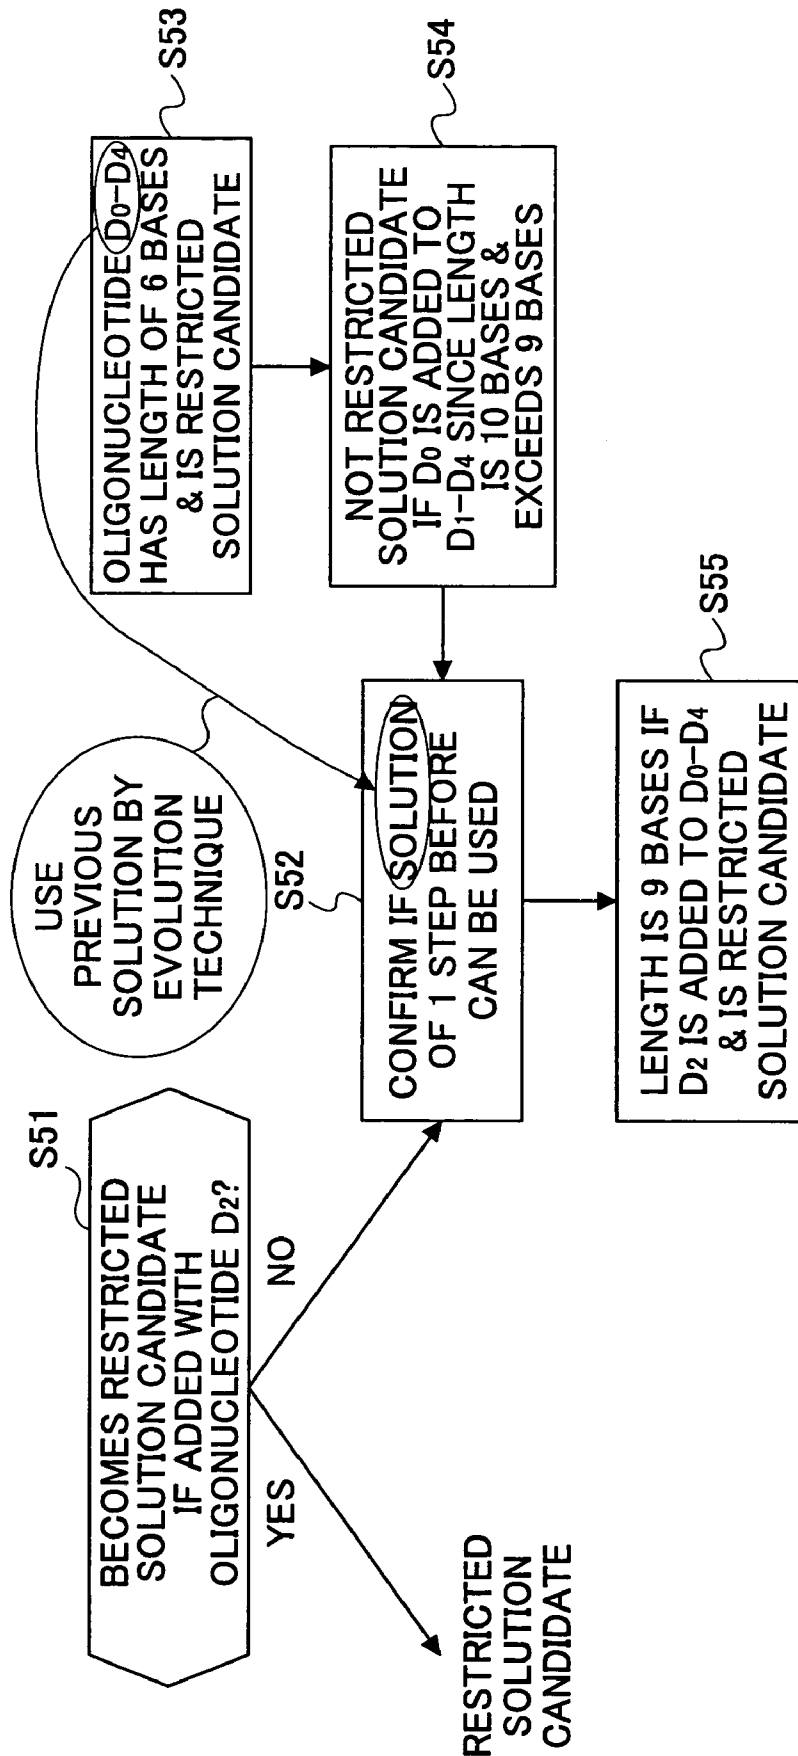 S51
BECOMES RESTRICTED
SOLUTION CANDIDATE
IF ADDED WITH
OLIGONUCLEOTIDE D2?
YES
NO
RESTRICTED
SOLUTION
CANDIDATE
USE
PREVIOUS
SOLUTION BY
EVOLUTION
TECHNIQUE
S52
CONFIRM IF SOLUTION
OF 1 STEP BEFORE
CAN BE USED
S53
OLIGONUCLEOTIDE D0-D4
HAS LENGTH OF 6 BASES
& IS RESTRICTED
SOLUTION CANDIDATE
S54
NOT RESTRICTED
SOLUTION CANDIDATE
IF D0 IS ADDED TO
D1-D4 SINCE LENGTH
IS 10 BASES &
EXCEEDS 9 BASES
S55
LENGTH IS 9 BASES IF
D2 IS ADDED TO D0-D4
& IS RESTRICTED
SOLUTION CANDIDATE